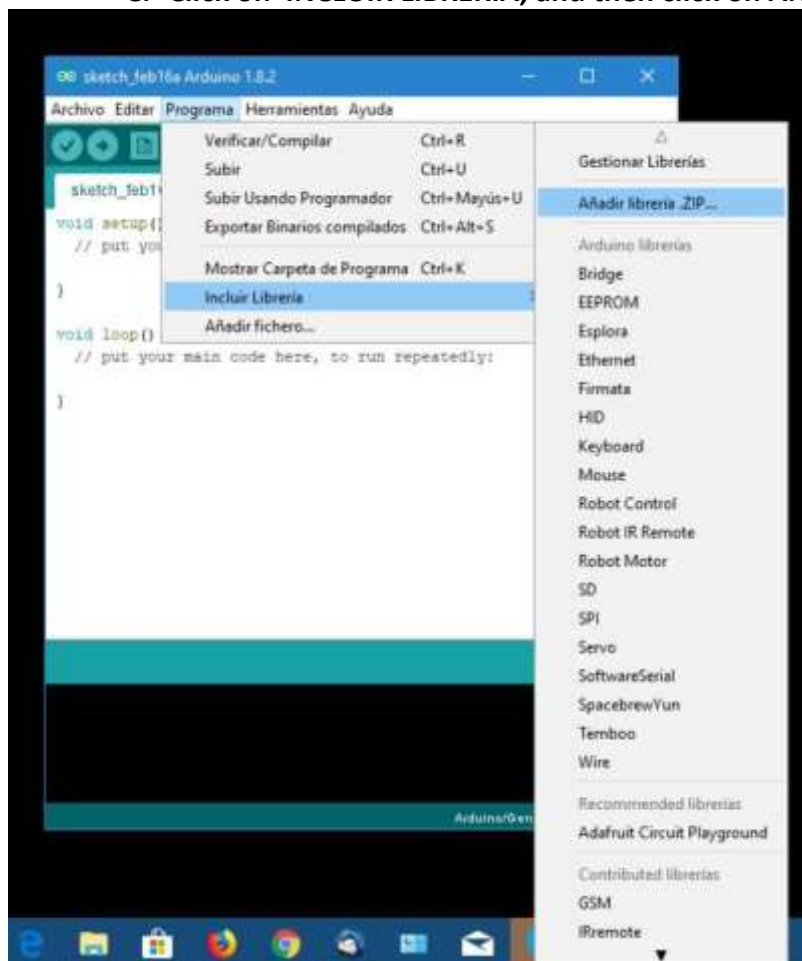 sketch_feb16a Arduino 1.8.2
Archivo Editar Programa Herramientas Ayuda
sketch_feb1
void setup()
// put you
}
void loop()
// put your main code here, to run repeatedly:
}
Verificar/Compilar Ctrl+R
Subir Ctrl+U
Subir Usando Programador Ctrl+Mayús+U
Exportar Binarios compilados Ctrl+Alt+S
Mostrar Carpeta de Programa Ctrl+K
Incluir Librería
Añadir fichero...
Gestionar Librerías
Añadir librería .ZIP...
Arduino librerías
Bridge
EEPROM
Esplora
Ethernet
Firmata
HID
Keyboard
Mouse
Robot Control
Robot IR Remote
Robot Motor
SD
SPI
Servo
SoftwareSerial
SpacebrewYun
Temboo
Wire
Recommended librerías
Adafruit Circuit Playground
Contributed librerías
GSM
IRremote
Arduino/Gen